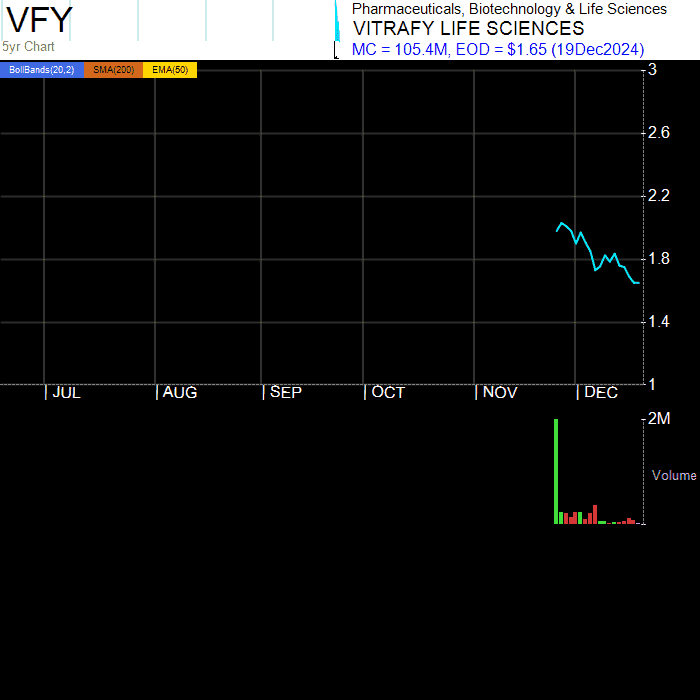 VFY
5yr Chart
Pharmaceuticals, Biotechnology & Life Sciences
VITRAFY LIFE SCIENCES
MC = 105.4M, EOD = $1.65 (19Dec2024)
BollBands(20,2) SMA(200) EMA(50)
3
2.6
2.2
1.8
1.4
1
| JUL | AUG | SEP | OCT | NOV | DEC
2M
Volume